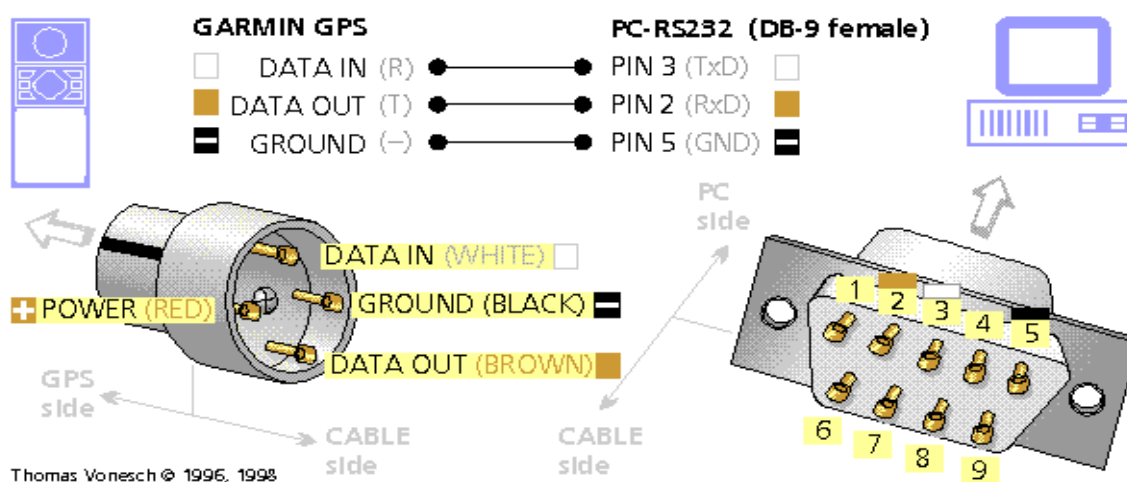 GARMIN GPS
PC-RS232 (DB-9 female)
DATA IN (R)
PIN 3 (TxD)
DATA OUT (T)
PIN 2 (RxD)
GROUND (−)
PIN 5 (GND)
PC
side
DATA IN (WHITE)
POWER (RED)
GROUND (BLACK)
DATA OUT (BROWN)
GPS
side
CABLE
side
CABLE
side
1
2
3
4
5
6
7
8
9
Thomas Vonesch © 1996, 1998